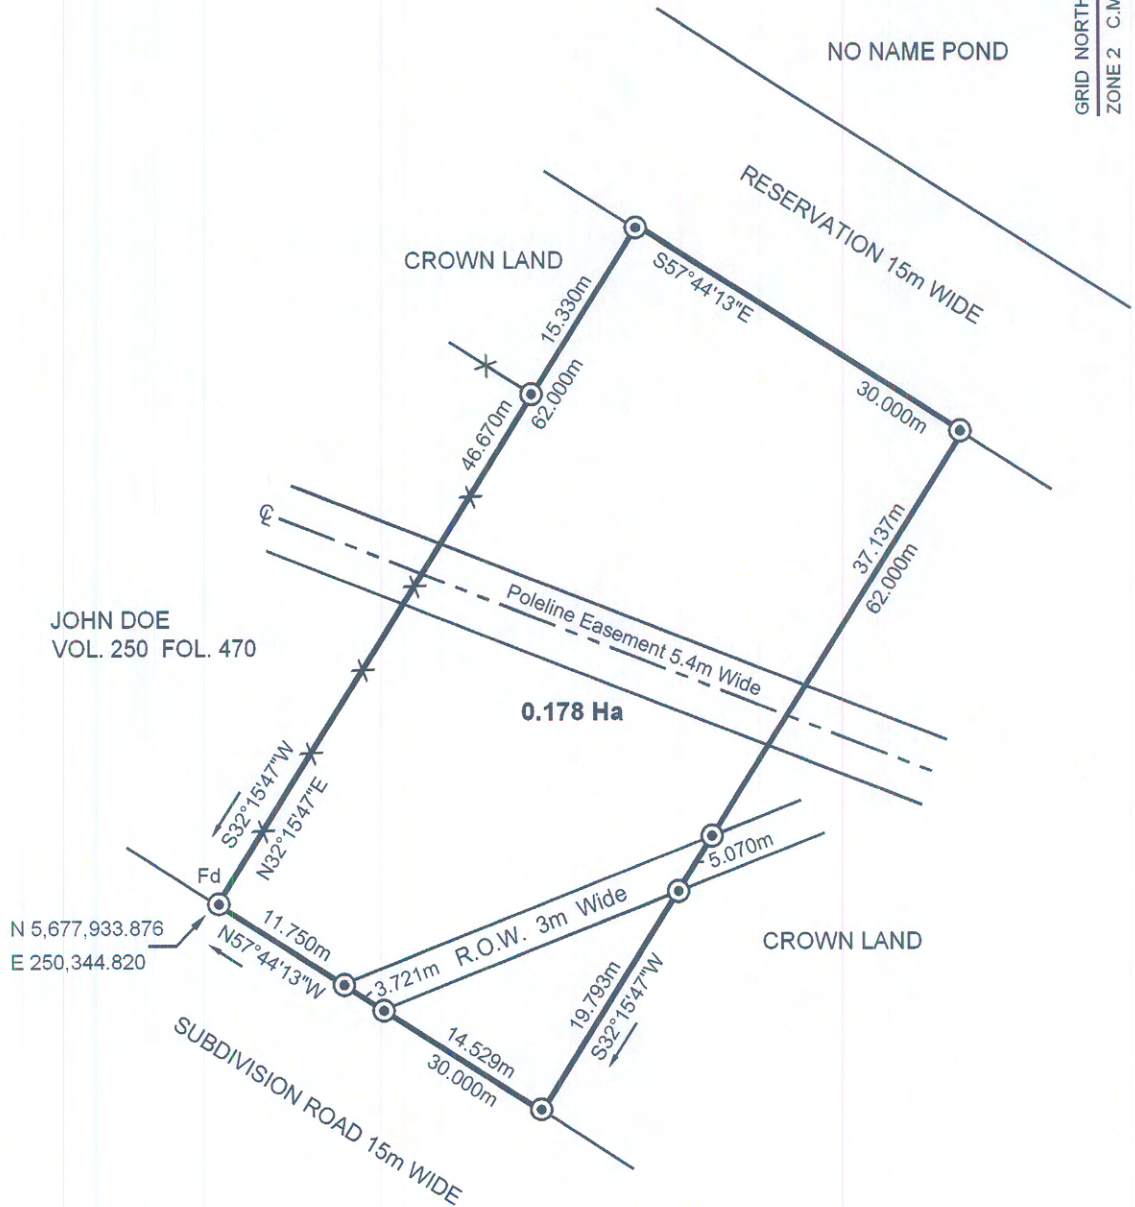 NO NAME POND
GRID NORTH
ZONE 2 C.M
RESERVATION 15m WIDE
CROWN LAND
S57°44'13"E
15.330m
62.000m
30.000m
46.670m
℄
37.137m
62.000m
Poleline Easement 5.4m Wide
JOHN DOE
VOL. 250 FOL. 470
0.178 Ha
S32°15'47"W
N32°15'47"E
5.070m
Fd
R.O.W. 3m Wide
11.750m
N 5,677,933.876
E 250,344.820
N57°44'13"W
3.721m
CROWN LAND
19.793m
S32°15'47"W
14.529m
30.000m
SUBDIVISION ROAD 15m WIDE